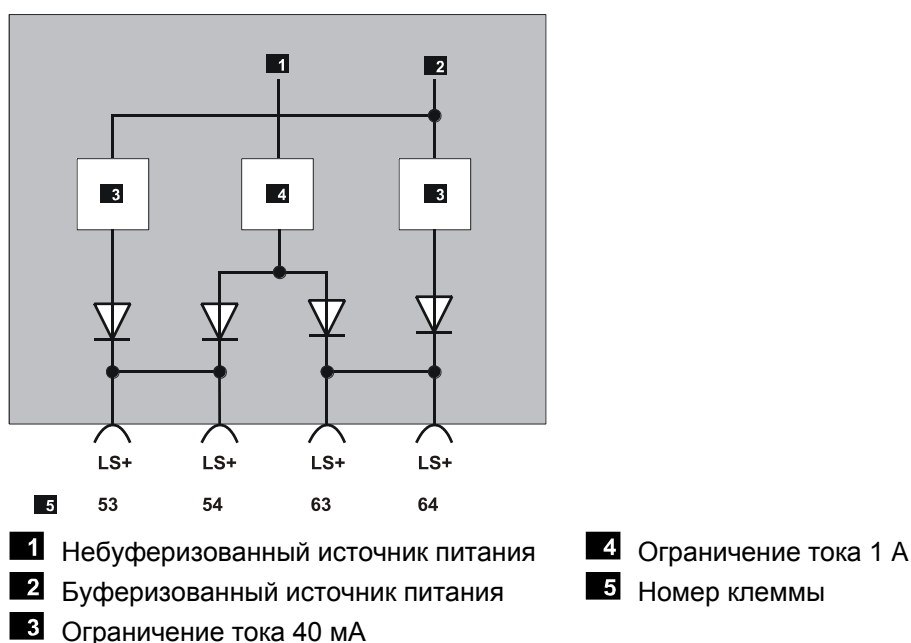 1 2
3 4 3
LS+ LS+ LS+ LS+
5 53 54 63 64
1 Небуферизованный источник питания
2 Буферизованный источник питания
3 Ограничение тока 40 мА
4 Ограничение тока 1 А
5 Номер клеммы